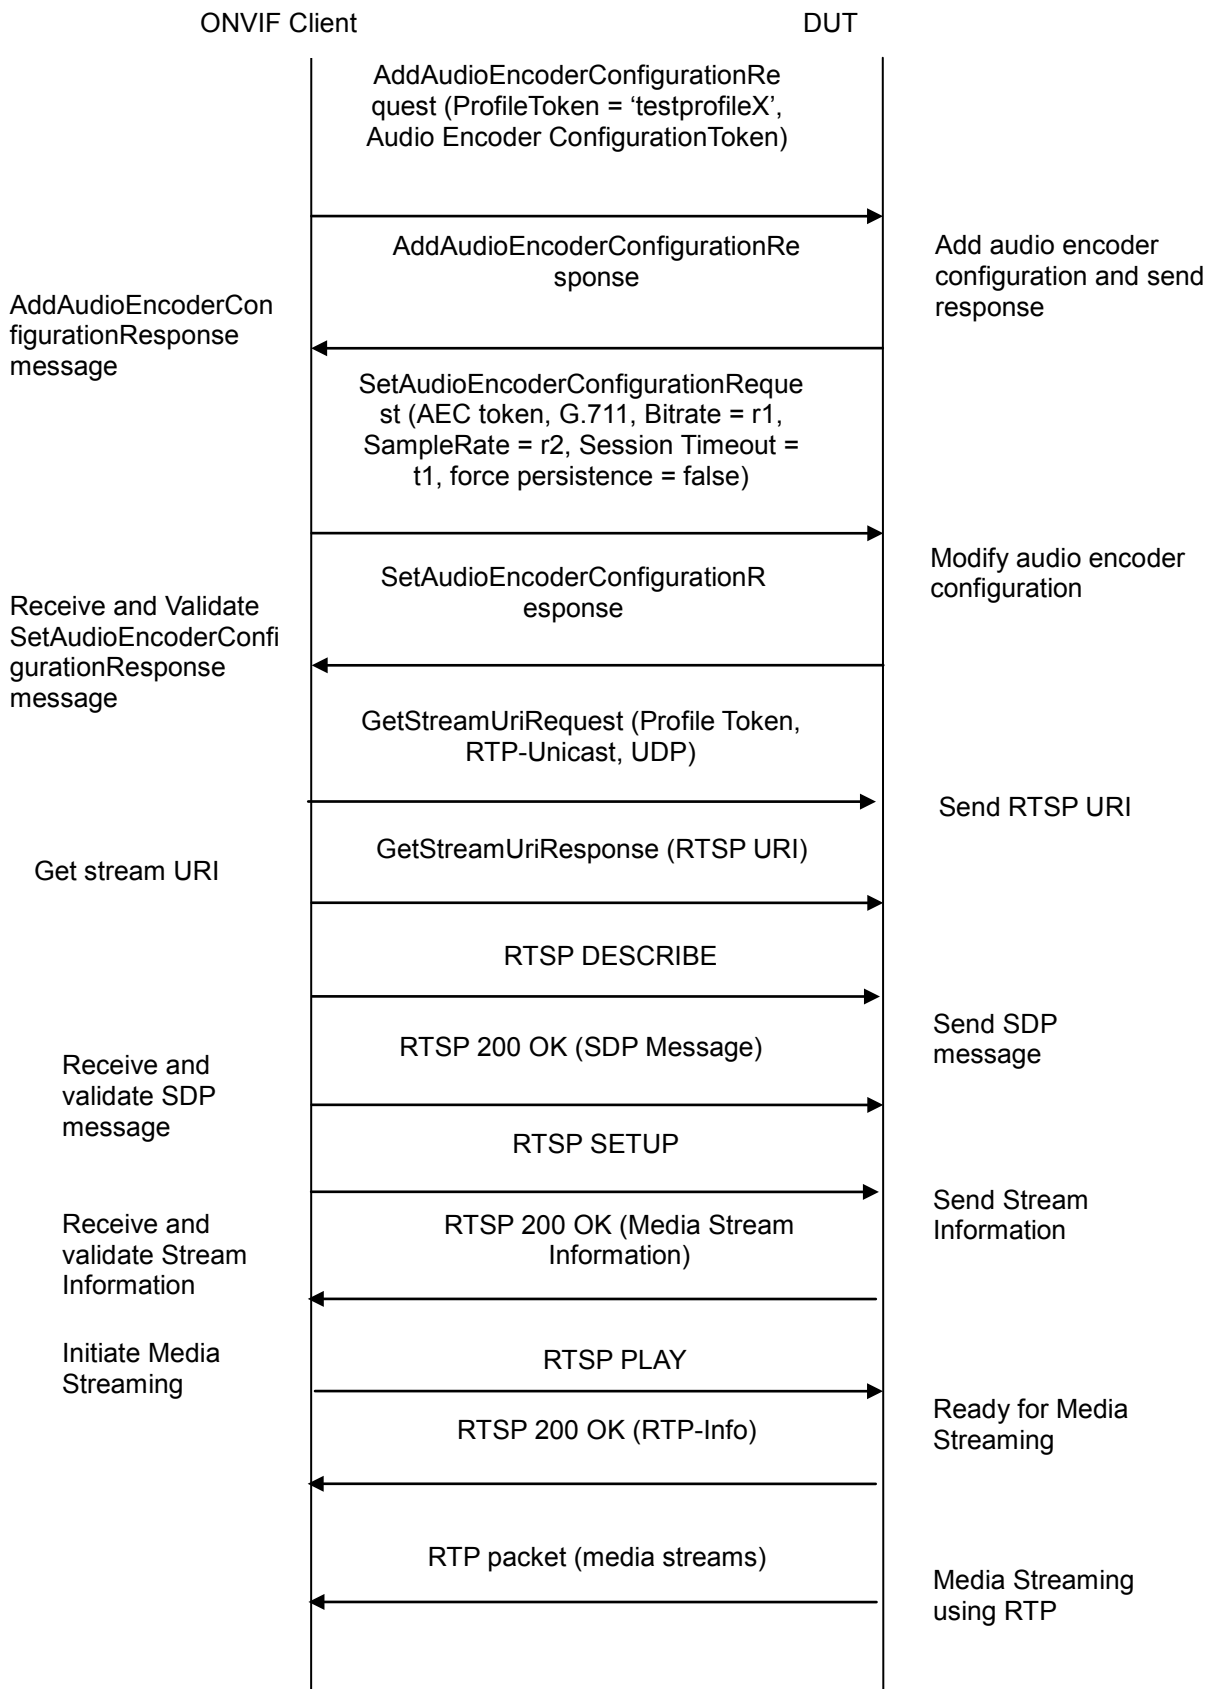 ONVIF Client
DUT
AddAudioEncoderConfigurationRe
quest (ProfileToken = ‘testprofileX’,
Audio Encoder ConfigurationToken)
AddAudioEncoderConfigurationRe
sponse
Add audio encoder
configuration and send
response
AddAudioEncoderCon
figurationResponse
message
SetAudioEncoderConfigurationReque
st (AEC token, G.711, Bitrate = r1,
SampleRate = r2, Session Timeout =
t1, force persistence = false)
Modify audio encoder
configuration
SetAudioEncoderConfigurationR
esponse
Receive and Validate
SetAudioEncoderConfi
gurationResponse
message
GetStreamUriRequest (Profile Token,
RTP-Unicast, UDP)
Send RTSP URI
GetStreamUriResponse (RTSP URI)
Get stream URI
RTSP DESCRIBE
Send SDP
message
RTSP 200 OK (SDP Message)
Receive and
validate SDP
message
RTSP SETUP
Send Stream
Information
RTSP 200 OK (Media Stream
Information)
Receive and
validate Stream
Information
Initiate Media
Streaming
RTSP PLAY
Ready for Media
Streaming
RTSP 200 OK (RTP-Info)
RTP packet (media streams)
Media Streaming
using RTP